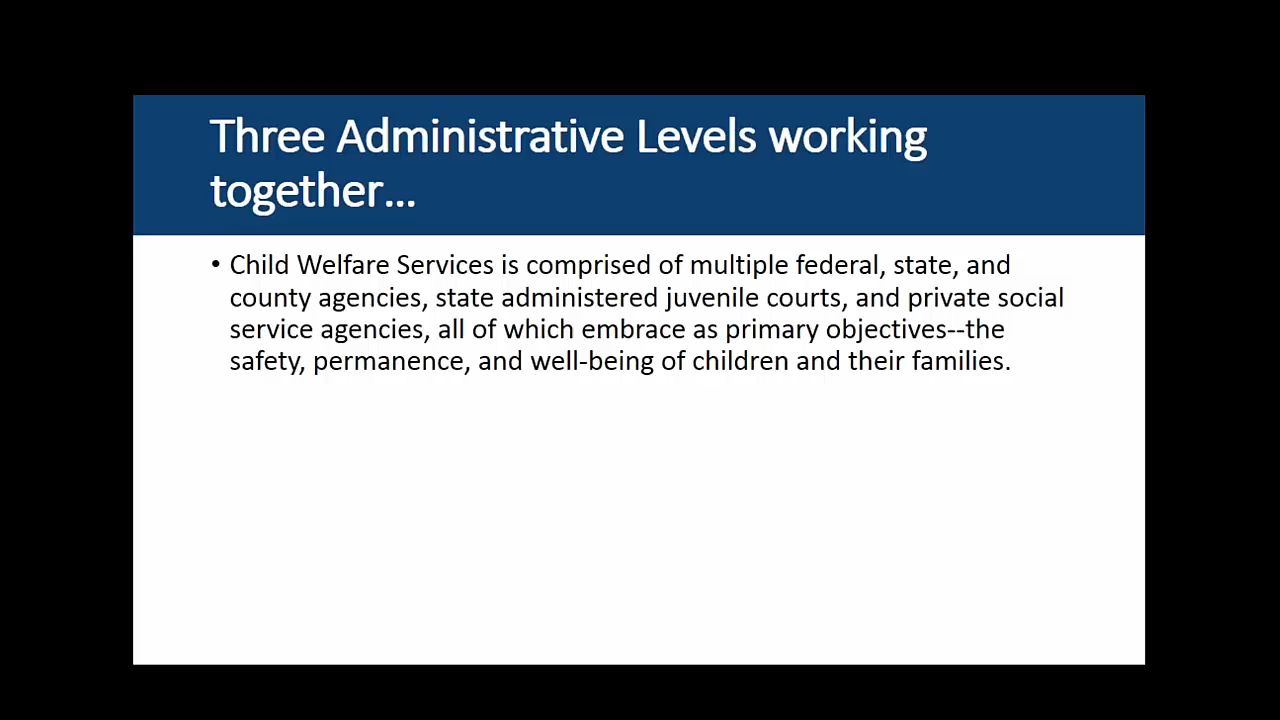 Three Administrative Levels working
together...
• Child Welfare Services is comprised of multiple federal, state, and
county agencies, state administered juvenile courts, and private social
service agencies, all of which embrace as primary objectives--the
safety, permanence, and well-being of children and their families.